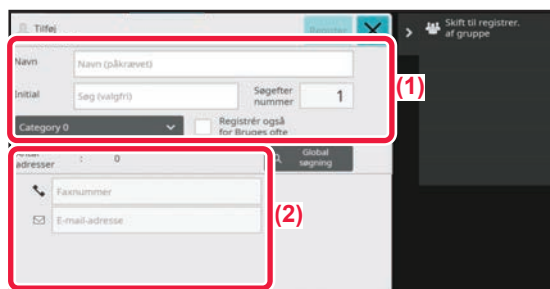 Tilføj
Register
Skift til registrer.
af gruppe
Navn
Navn (påkrævet)
(1)
Initial
Søg (valgfri)
Søgefter
nummer
1
Category 0
Registrér også
for Bruges ofte
Antal
adresser
:
0
Global
søgning
Faxnummer
(2)
E-mail-adresse